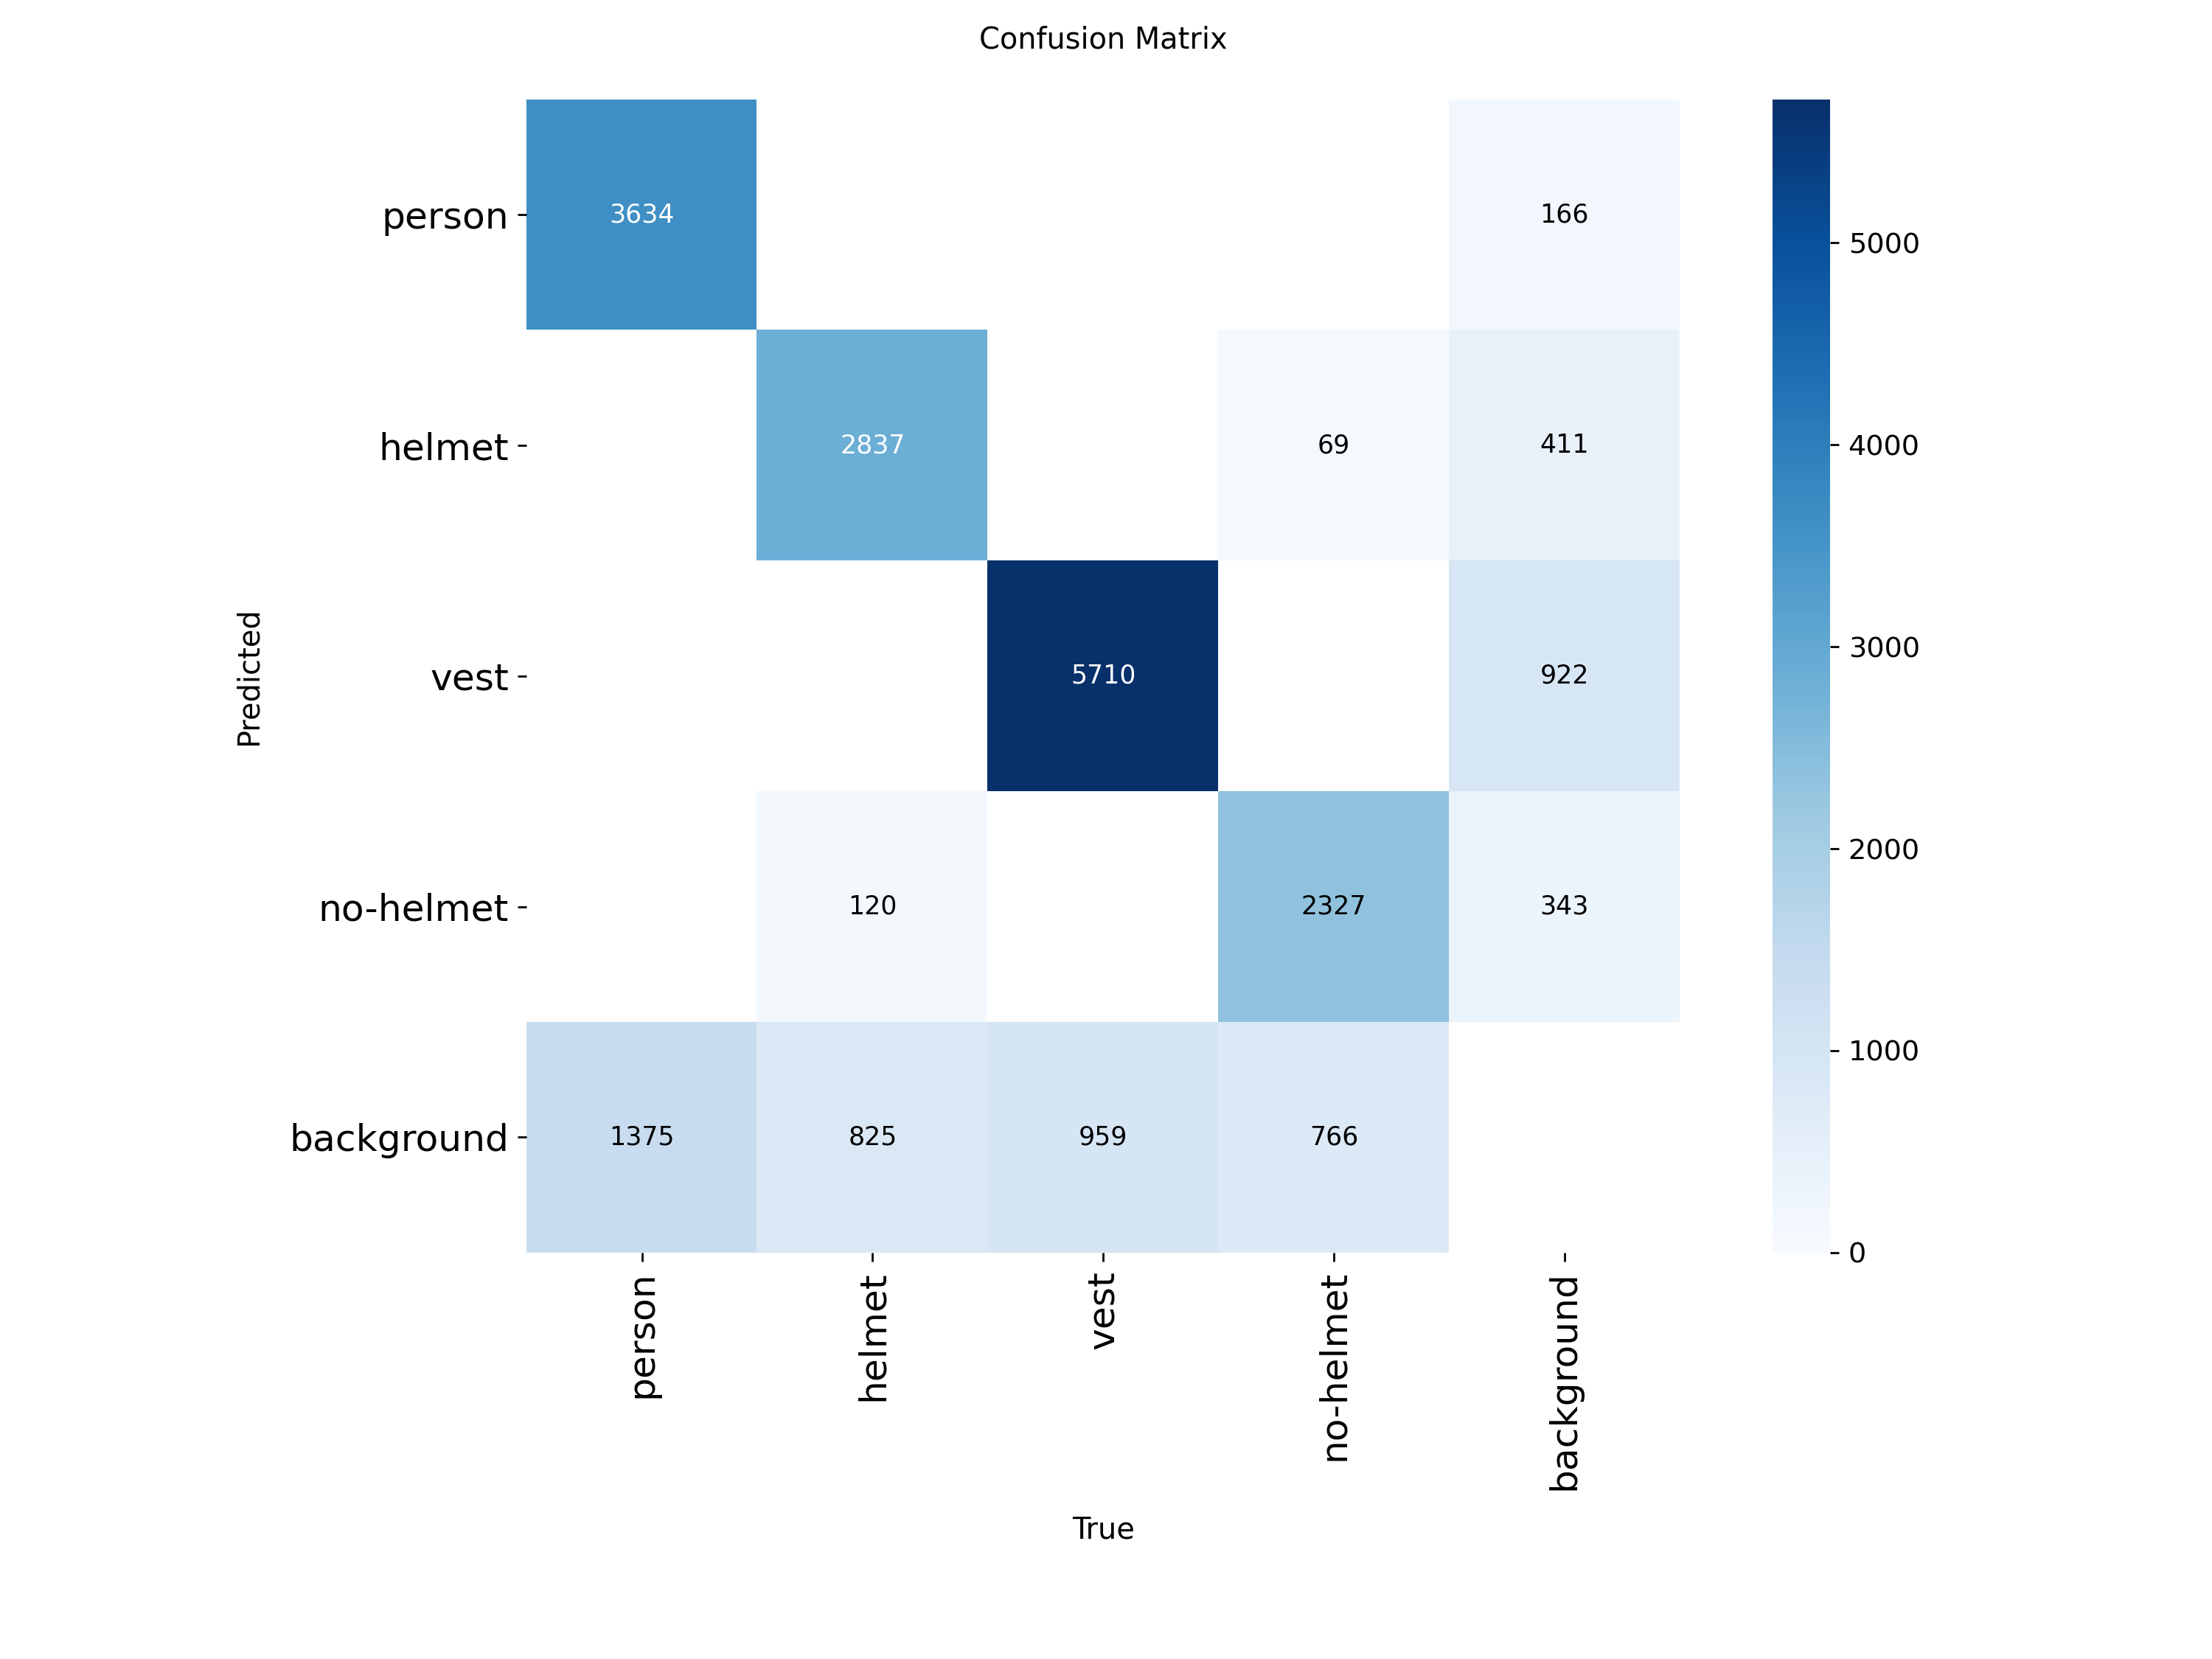 Confusion Matrix
person
3634
166
5000
helmet
2837
69
411
4000
Predicted
vest
5710
922
3000
no-helmet
120
2327
343
2000
background
1375
825
959
766
1000
0
person
helmet
vest
no-helmet
background
True